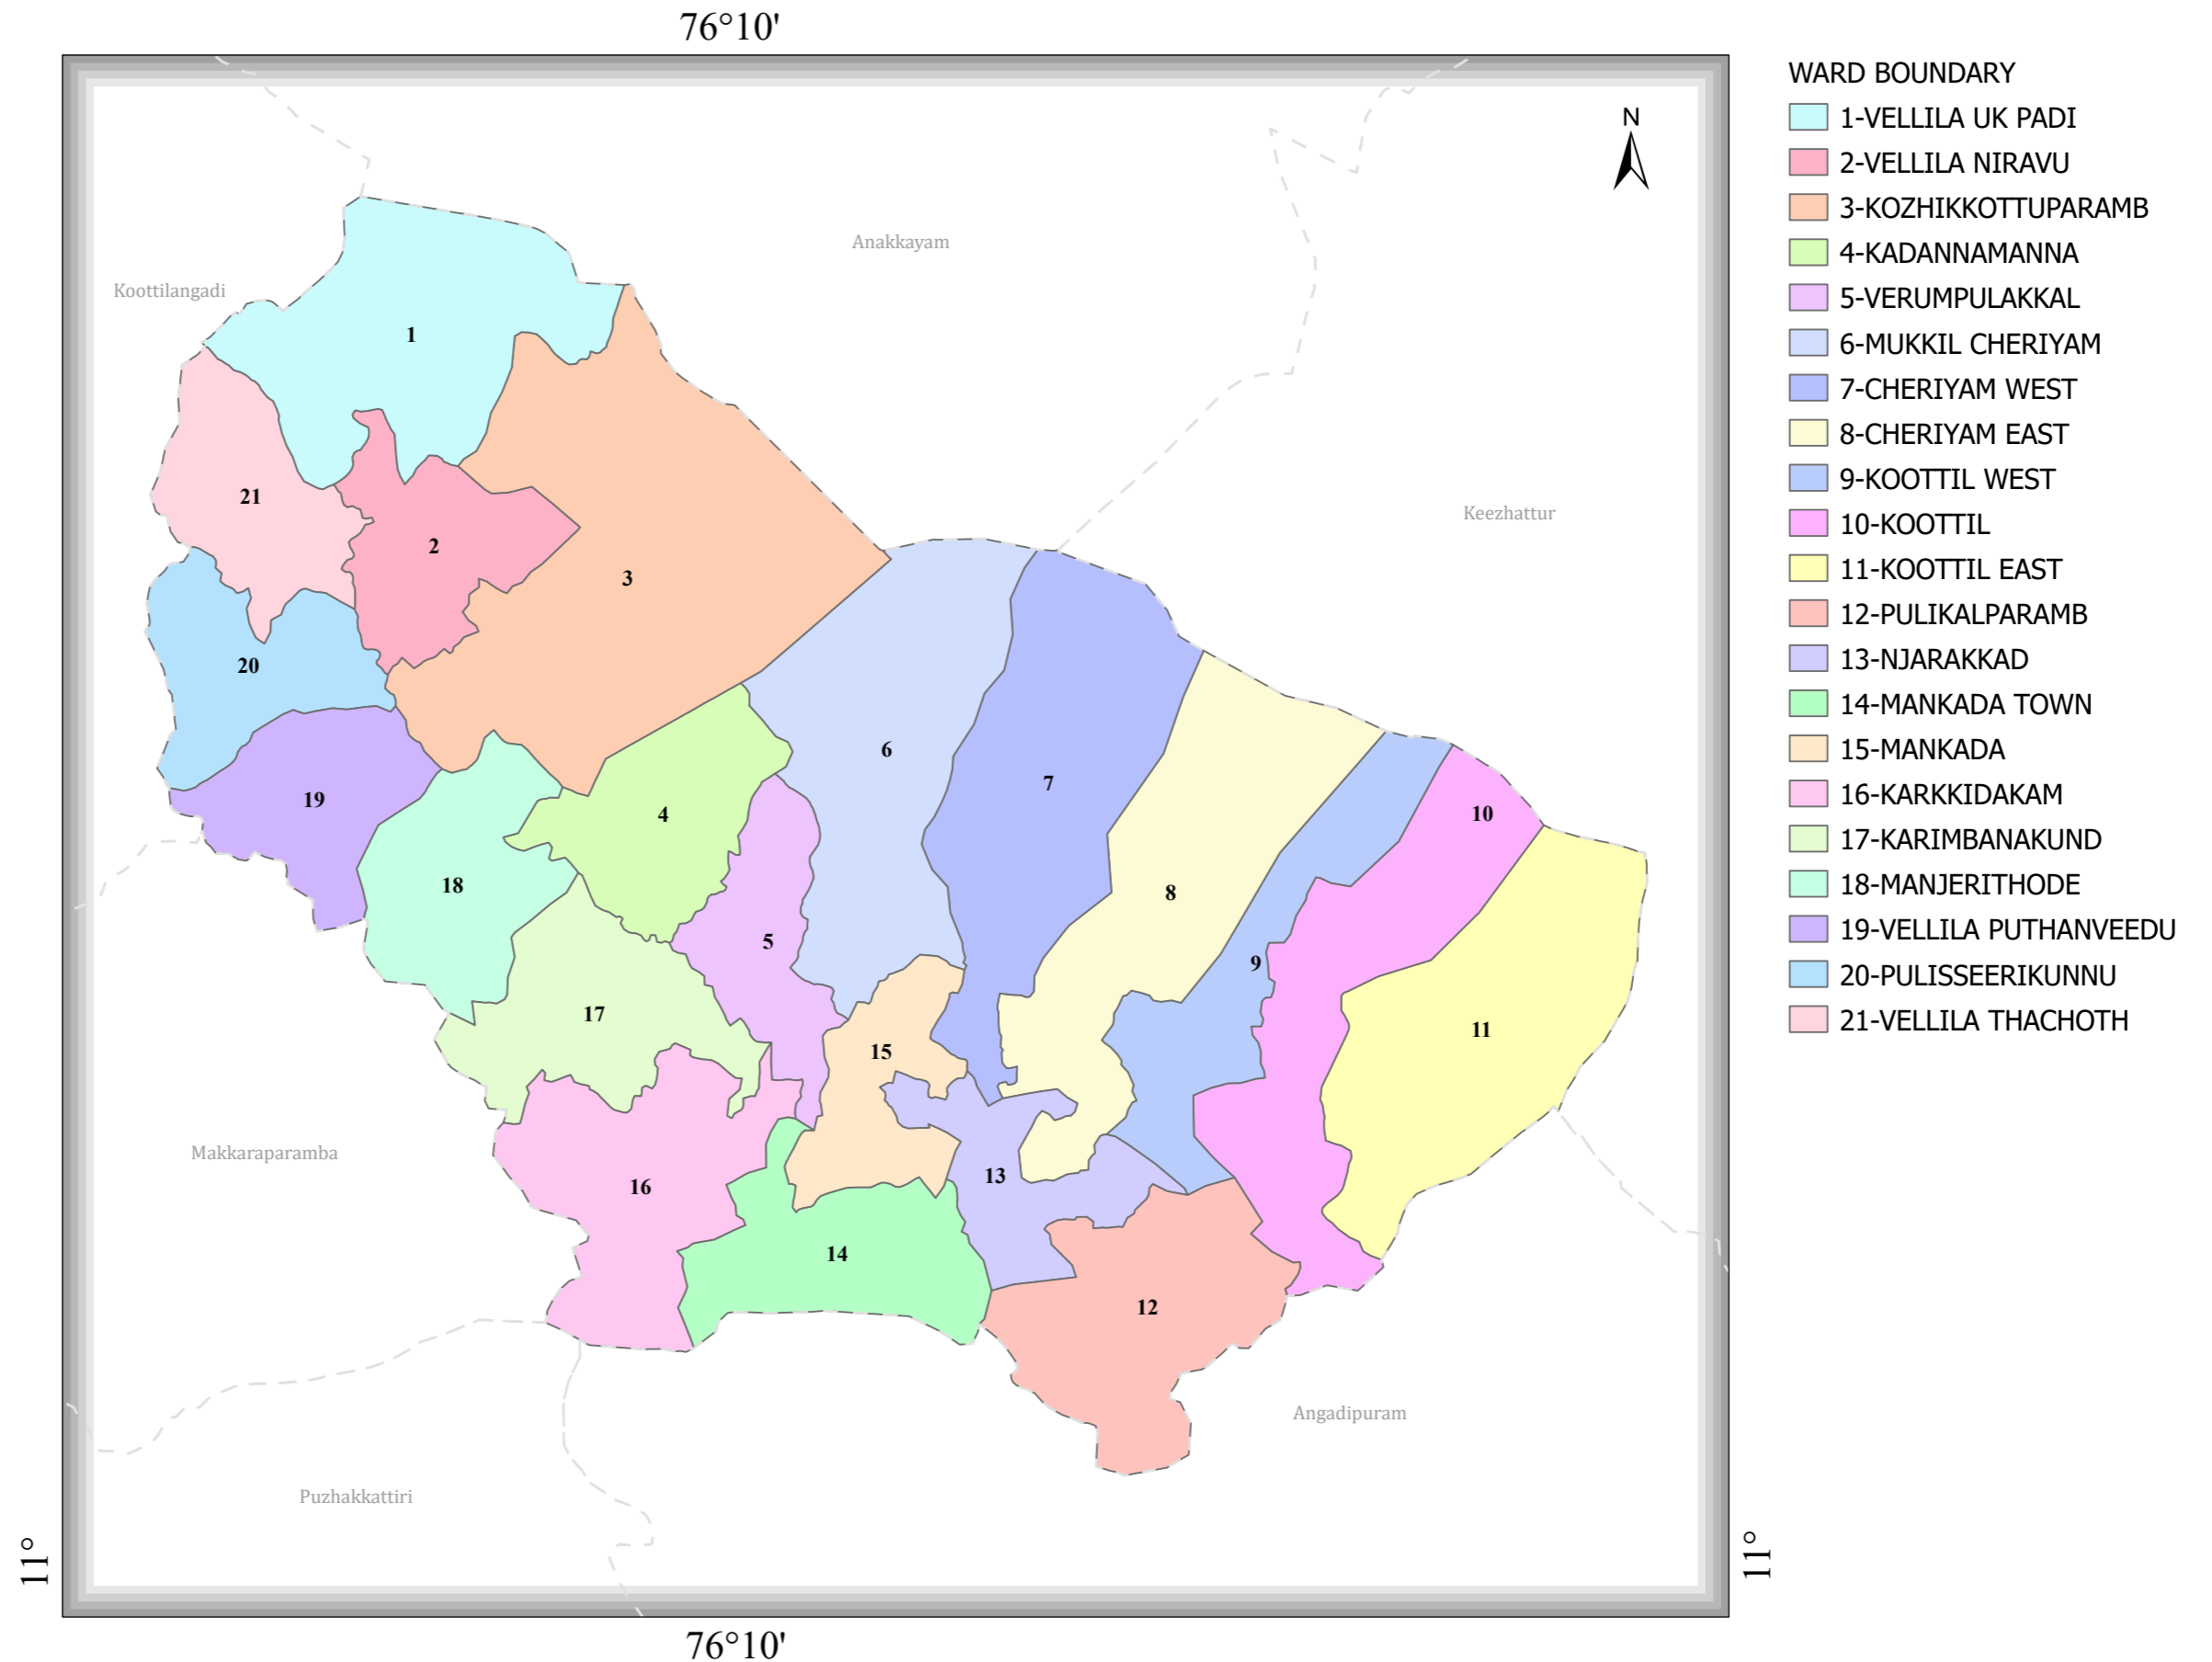 76°10'
WARD BOUNDARY
1-VELLILA UK PADI
2-VELLILA NIRAVU
3-KOZHIKKOTTUPARAMB
4-KADANNAMANNA
5-VERUMPULAKKAL
6-MUKKIL CHERIYAM
7-CHERIYAM WEST
8-CHERIYAM EAST
9-KOOTTIL WEST
10-KOOTTIL
11-KOOTTIL EAST
12-PULIKALPARAMB
13-NJARAKKAD
14-MANKADA TOWN
15-MANKADA
16-KARKKIDAKAM
17-KARIMBANAKUND
18-MANJERITHODE
19-VELLILA PUTHANVEEDU
20-PULISSEERIKUNNU
21-VELLILA THACHOTH
N
Anakkayam
Koottilangadi
1
21
Keezhattur
2
3
20
6
7
19
10
4
18
8
5
9
17
11
15
Makkaraparamba
13
16
14
12
Angadipuram
Puzhakkattiri
11°
11°
76°10'